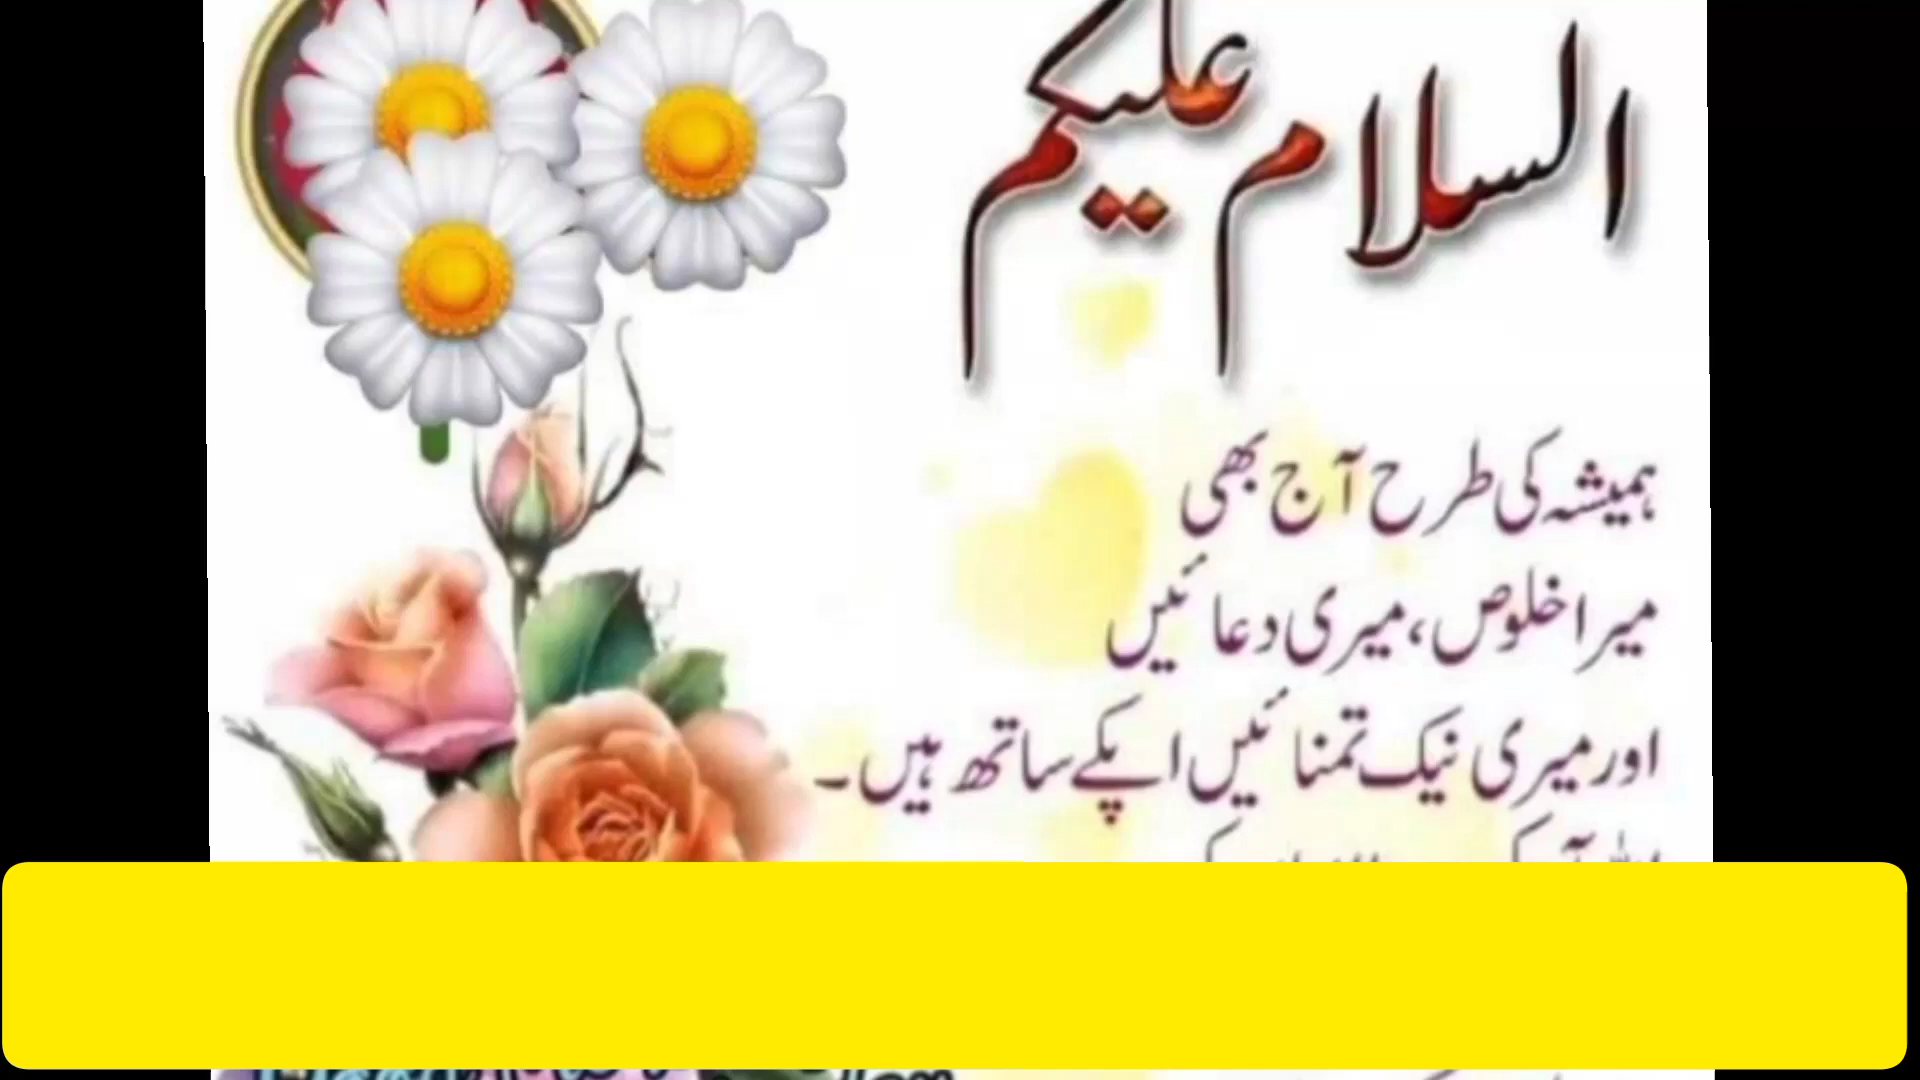 السلام علیکم
ہمیشہ کی طرح آج بھی
میرا خلوص، میری دعائیں
اور میری نیک تمنائیں اپکے ساتھ ہیں۔